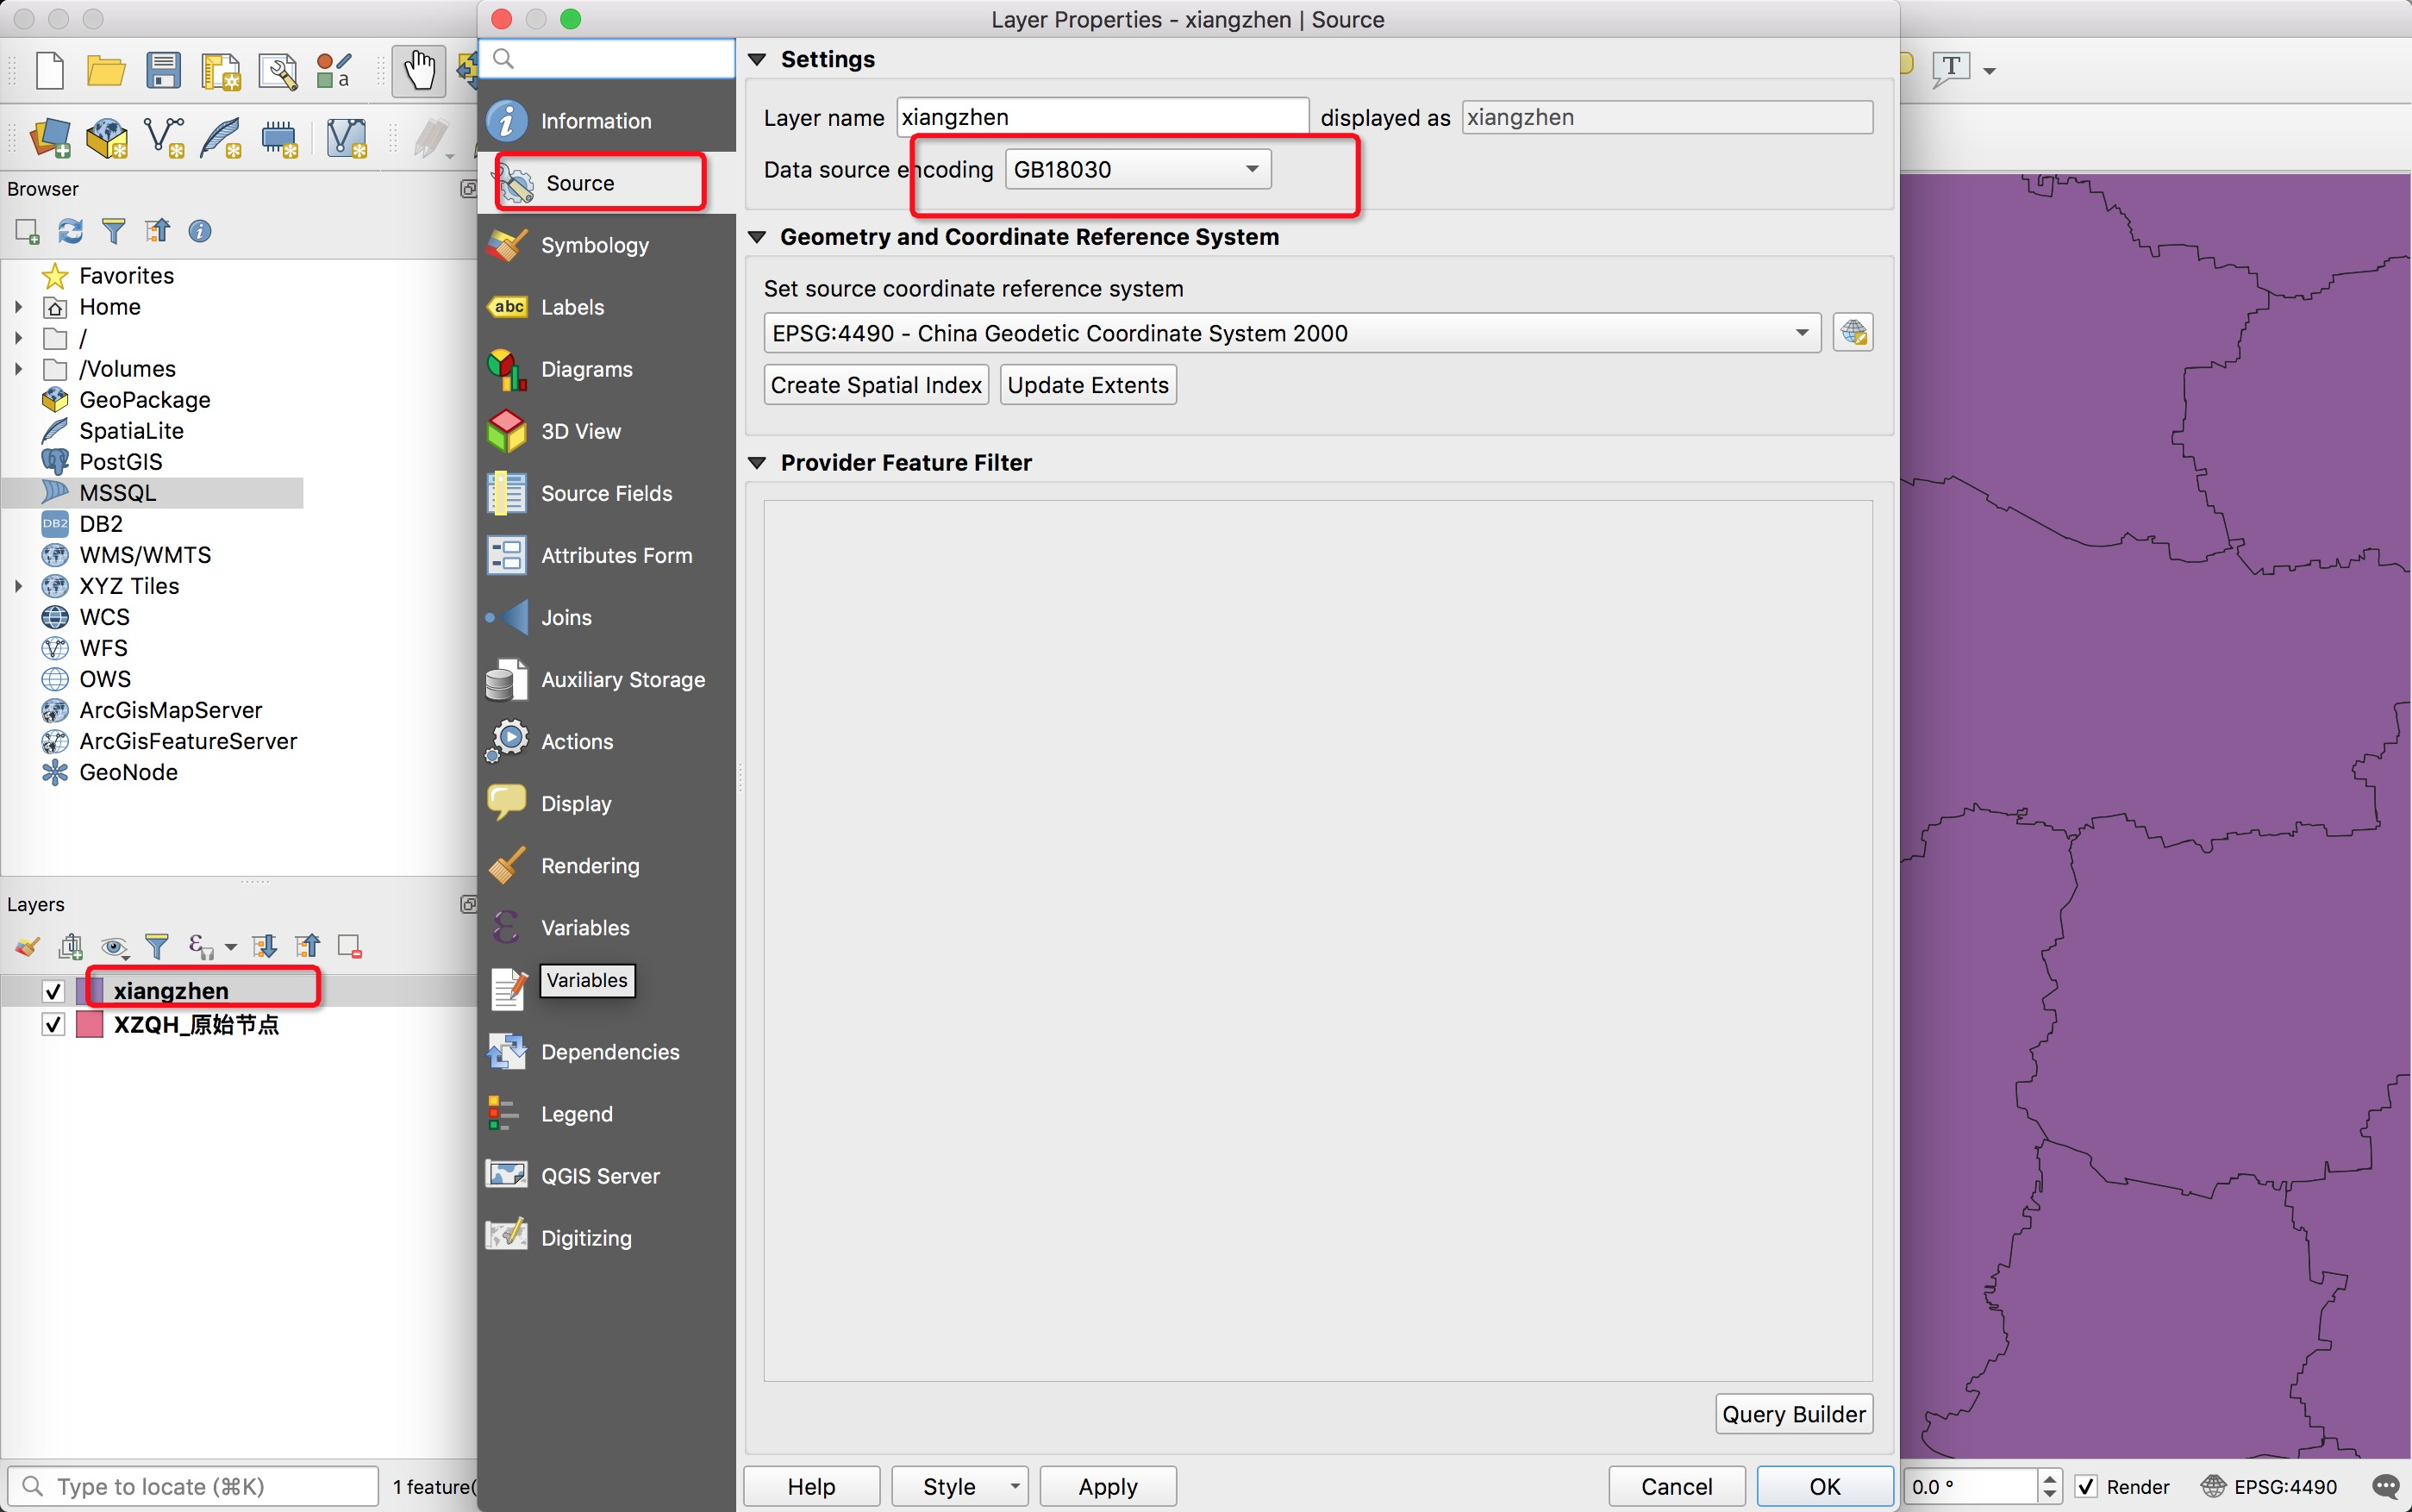 Layer Properties - xiangzhen | Source
a
T
Browser
Favorites
Home
/
/Volumes
GeoPackage
SpatiaLite
PostGIS
MSSQL
DB2
DB2
WMS/WMTS
XYZ Tiles
WCS
WFS
OWS
ArcGisMapServer
ArcGisFeatureServer
GeoNode
Layers
xiangzhen
XZQH_原始节点
Type to locate (⌘K)
1 feature(
Information
Source
Symbology
abc
Labels
Diagrams
3D View
Source Fields
Attributes Form
Joins
Auxiliary Storage
Actions
Display
Rendering
Variables
Variables
Dependencies
Legend
QGIS Server
Digitizing
Settings
Layer name xiangzhen displayed as xiangzhen
Data source encoding GB18030
Geometry and Coordinate Reference System
Set source coordinate reference system
EPSG:4490 - China Geodetic Coordinate System 2000
Create Spatial Index Update Extents
Provider Feature Filter
Query Builder
Help Style Apply Cancel OK
0.0 ° Render EPSG:4490